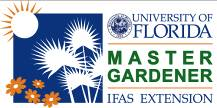 UNIVERSITY OF
FLORIDA
MASTER
GARDENER
IFAS EXTENSION